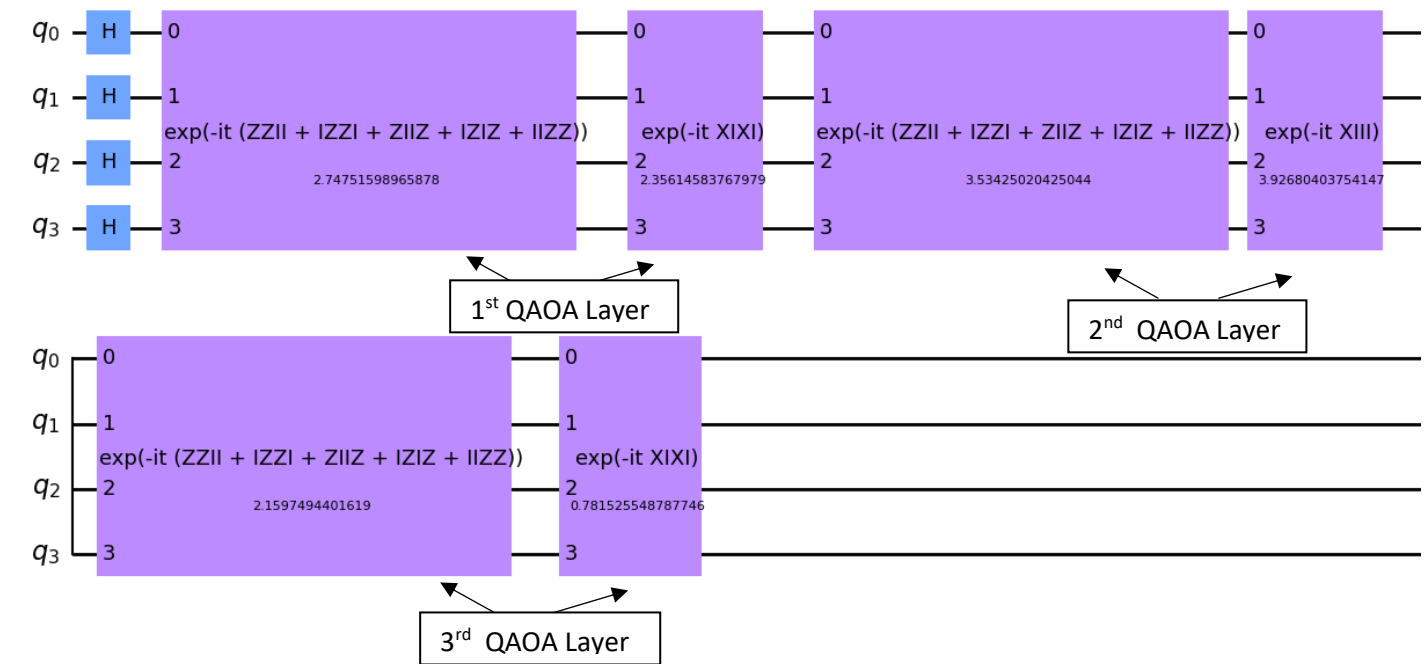 q0 H 0 0 0 0
q1 H 1 1 1 1
exp(-it (ZZII + IZZI + ZIIZ + IZIZ + IIZZ)) exp(-it XIXI) exp(-it (ZZII + IZZI + ZIIZ + IZIZ + IIZZ)) exp(-it XIII)
q2 H 2 2 2 2
2.74751598965878 2.35614583767979 3.53425020425044 3.92680403754147
q3 H 3 3 3 3
1st QAOA Layer
2nd QAOA Layer
q0 0 0
q1 1 1
exp(-it (ZZII + IZZI + ZIIZ + IZIZ + IIZZ)) exp(-it XIXI)
q2 2 2
2.1597494401619 0.781525548787746
q3 3 3
3rd QAOA Layer